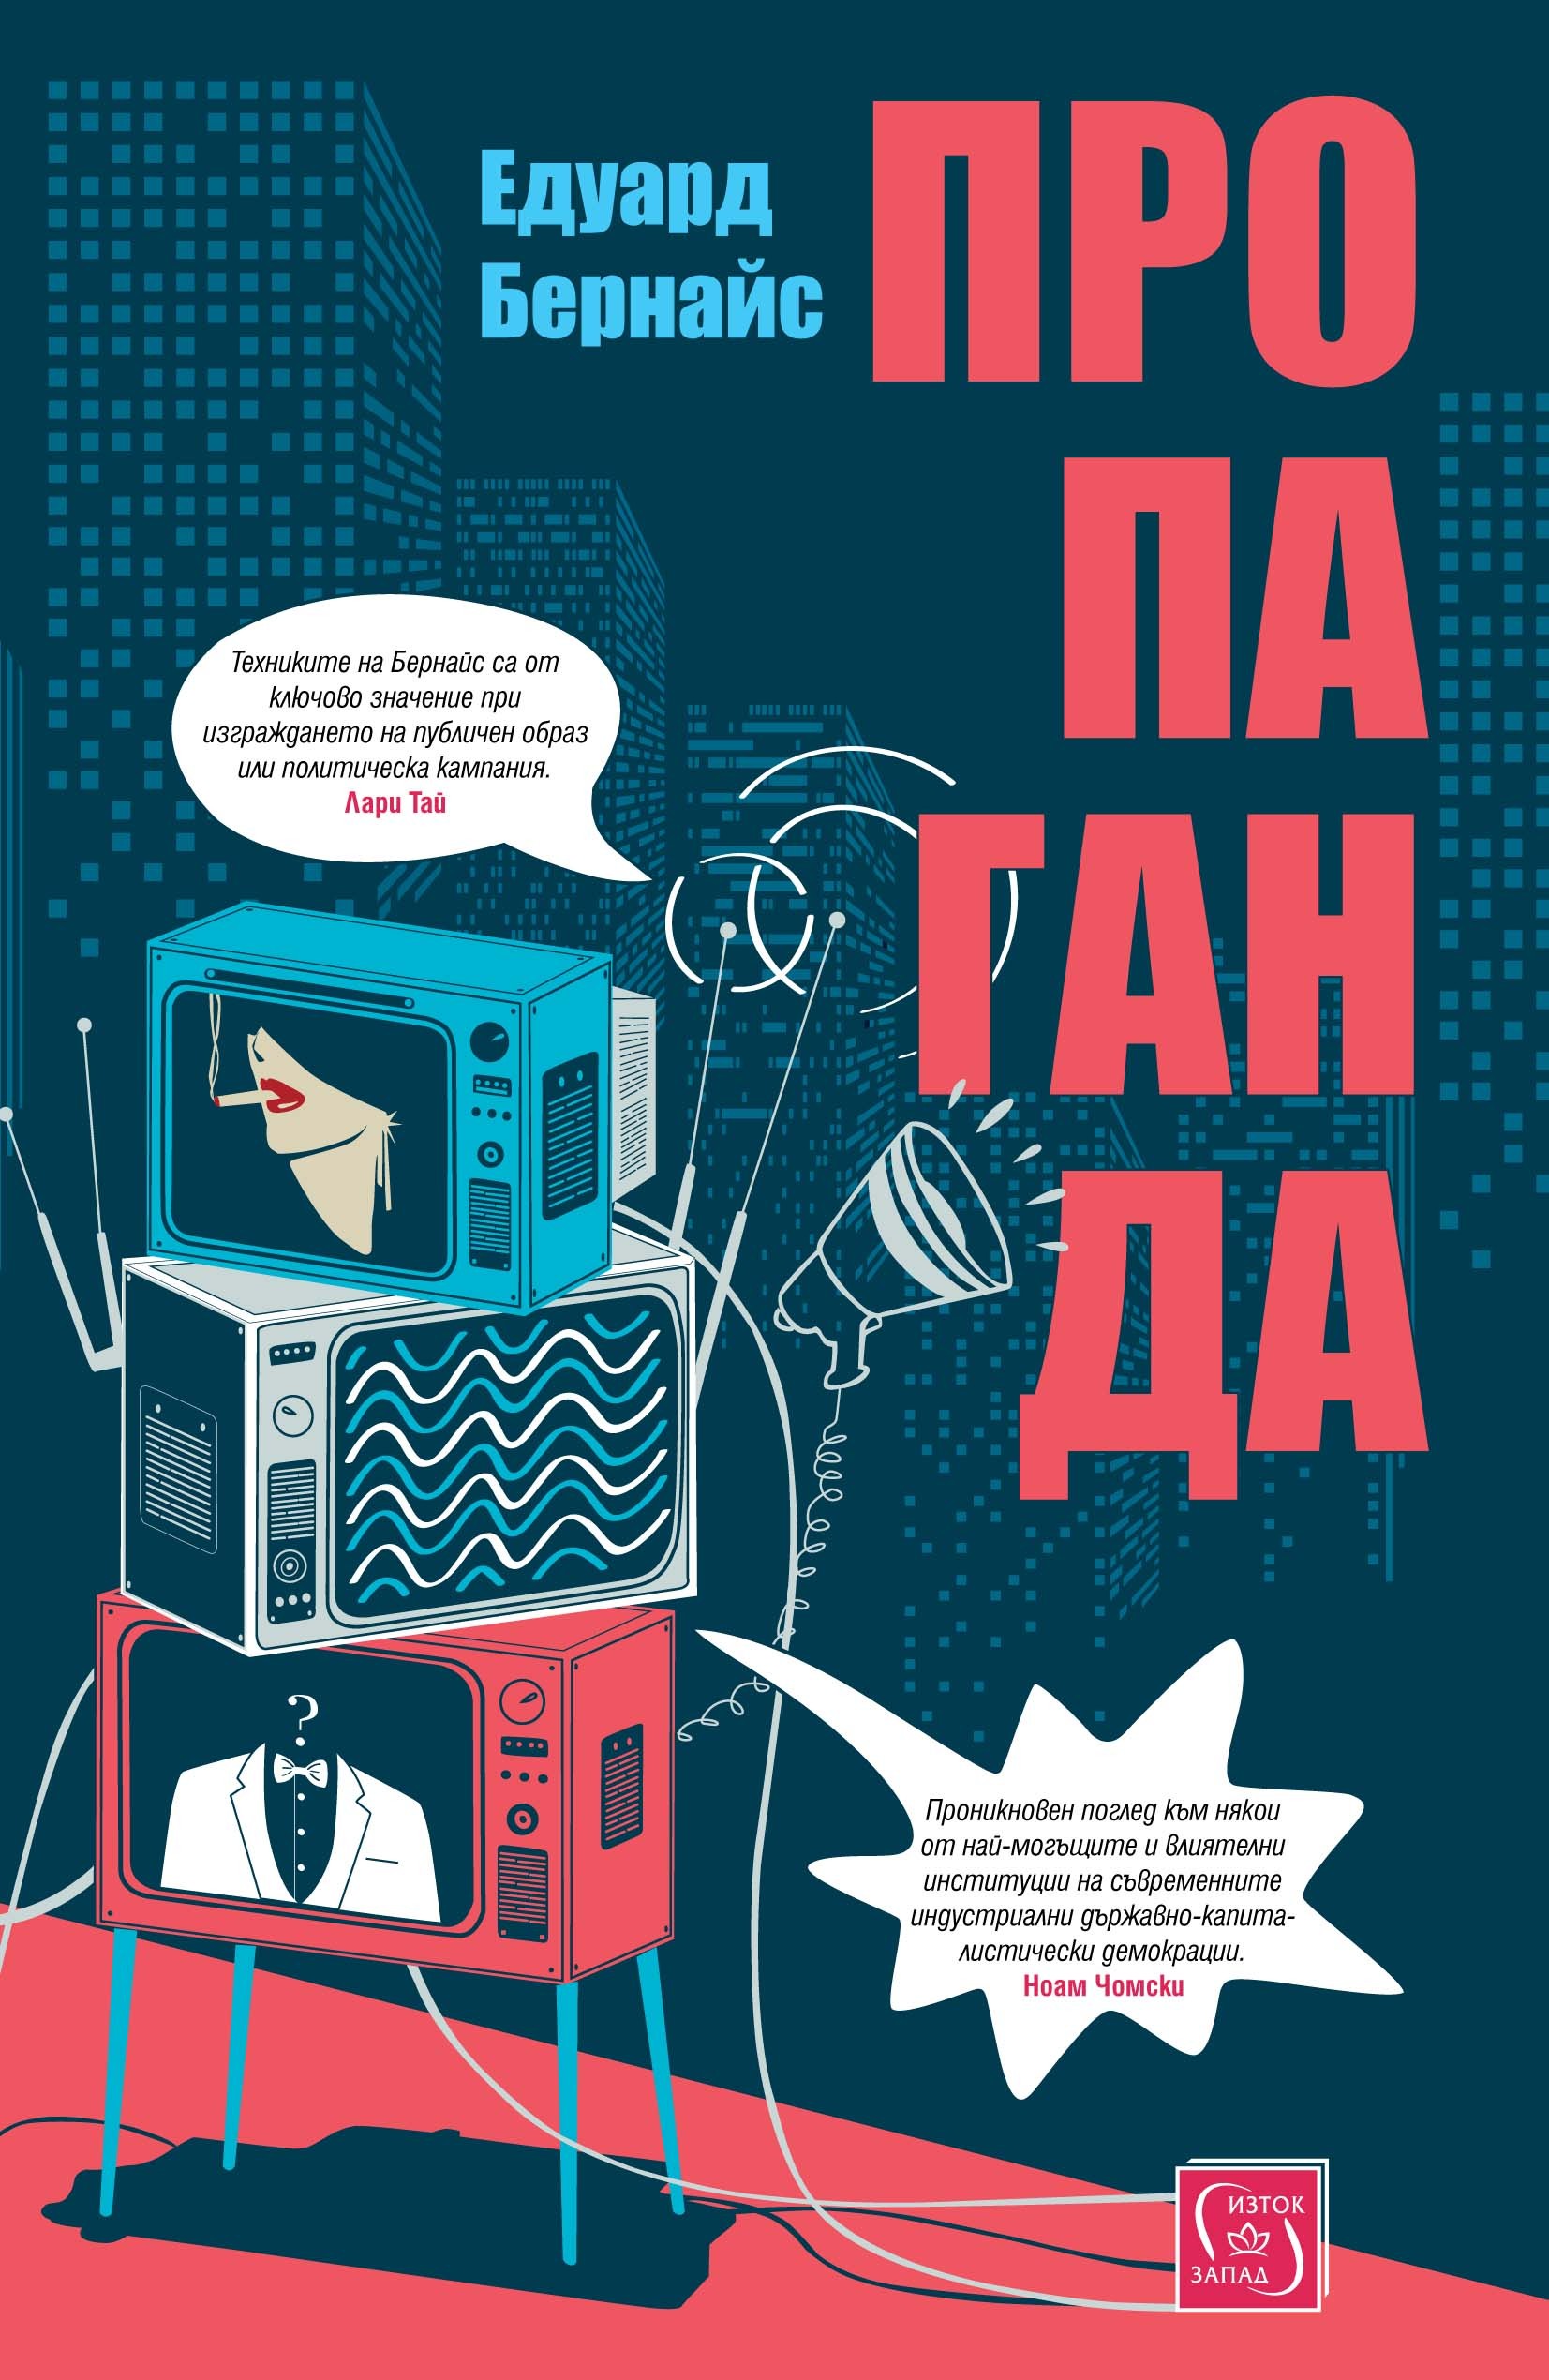 Едуард
Бернайс
ПРО
ПА
ГАН
ДА
Техниките на Бернайс са от
ключово значение при
изграждането на публичен образ
или политическа кампания.
Лари Тай
?
Проникновен поглед към някои
от най-могъщите и влиятелни
институции на съвременните
индустриални държавно-капита-
листически демокрации.
Ноам Чомски
ИЗТОК
ЗАПАД